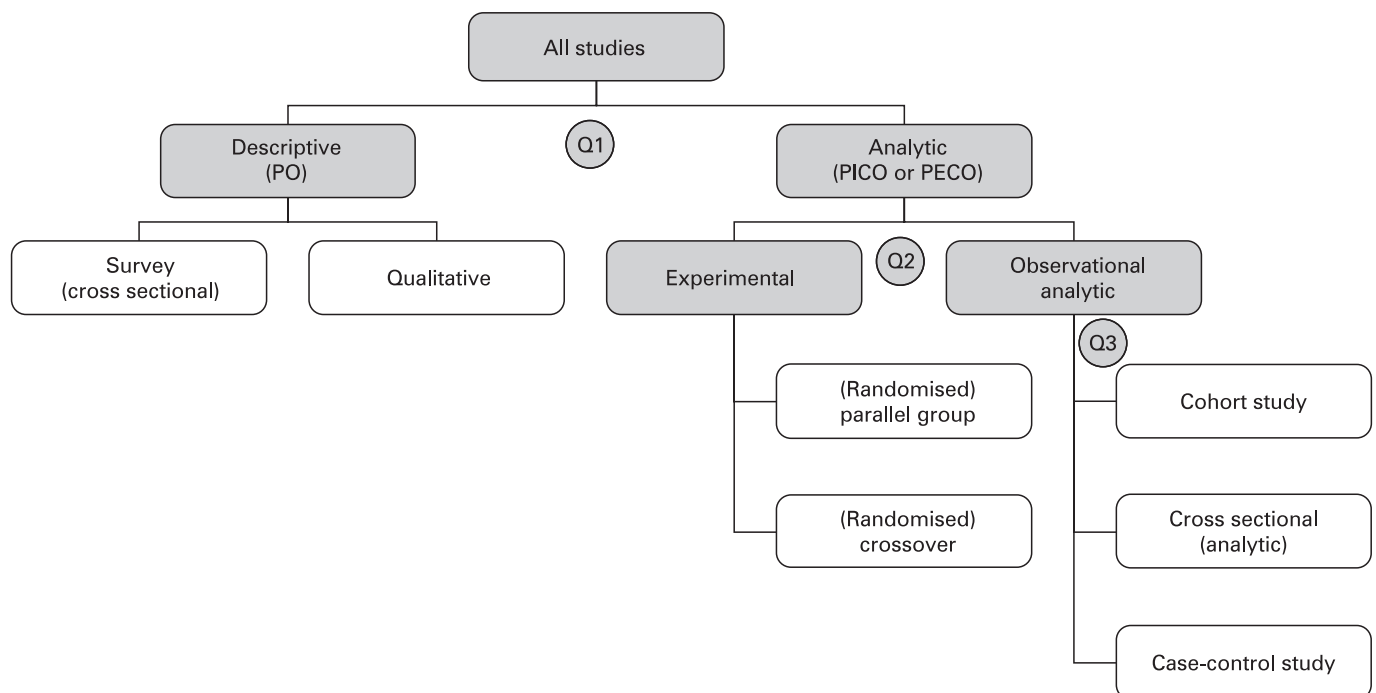 All studies
Descriptive
(PO)
Q1
Analytic
(PICO or PECO)
Survey
(cross sectional)
Qualitative
Experimental
Q2
Observational
analytic
Q3
(Randomised)
parallel group
Cohort study
(Randomised)
crossover
Cross sectional
(analytic)
Case-control study